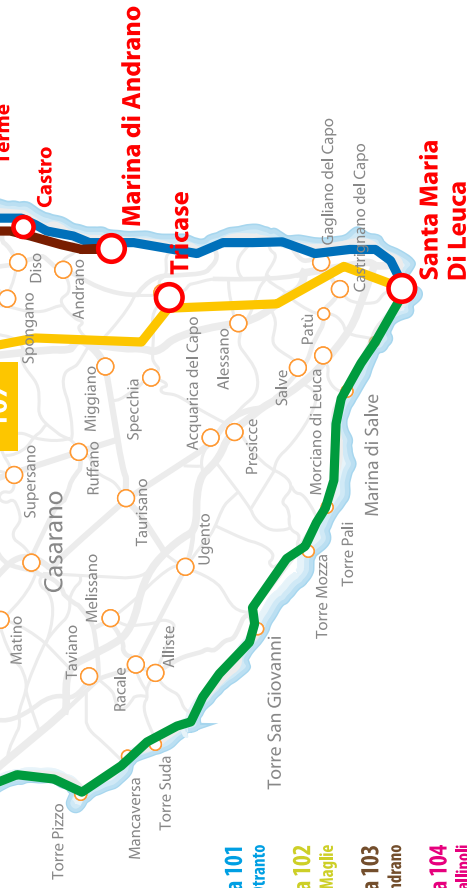 Terme
Castro
Marina di Andrano
Tricase
Gagliano del Capo
Castrignano del Capo
Santa Maria
Di Leuca
Diso
Spongano
Andrano
107
Miggiano
Specchia
Acquarica del Capo
Alessano
Patù
Salve
Morciano di Leuca
Marina di Salve
Supersano
Ruffano
Presicce
Taurisano
Casarano
Ugento
Torre Pali
Torre Mozza
Matino
Melissano
Taviano
Racale
Alliste
Torre San Giovanni
Torre Pizzo
Mancaversa
Torre Suda
a 101
tranto
a 102
Maglie
a 103
ndrano
a 104
allipoli